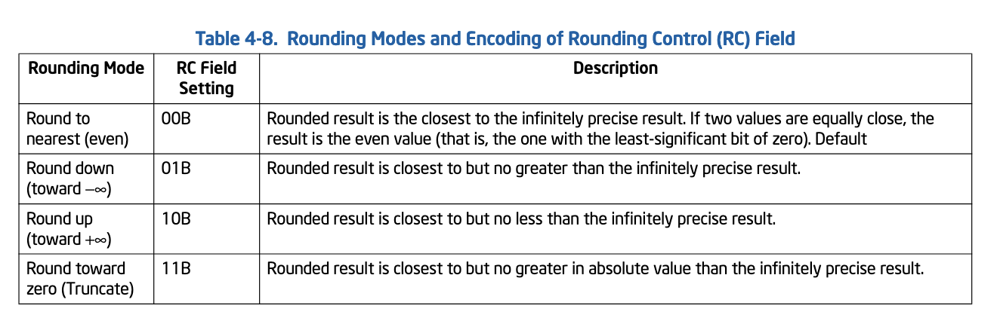 Table 4-8. Rounding Modes and Encoding of Rounding Control (RC) Field
Rounding Mode
RC Field
Setting
Description
Round to
nearest (even)
00B
Rounded result is the closest to the infinitely precise result. If two values are equally close, the
result is the even value (that is, the one with the least-significant bit of zero). Default
Round down
(toward −∞)
01B
Rounded result is closest to but no greater than the infinitely precise result.
Round up
(toward +∞)
10B
Rounded result is closest to but no less than the infinitely precise result.
Round toward
zero (Truncate)
11B
Rounded result is closest to but no greater in absolute value than the infinitely precise result.